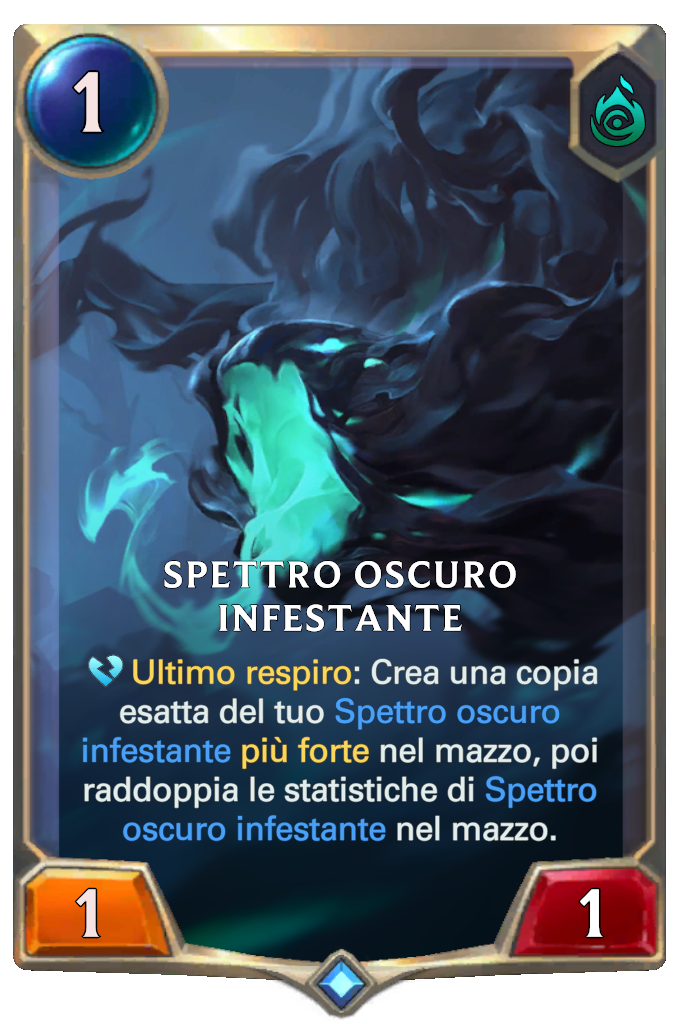 1
SPETTRO OSCURO
INFESTANTE
Ultimo respiro: Crea una copia
esatta del tuo Spettro oscuro
infestante più forte nel mazzo, poi
raddoppia le statistiche di Spettro
oscuro infestante nel mazzo.
1
1